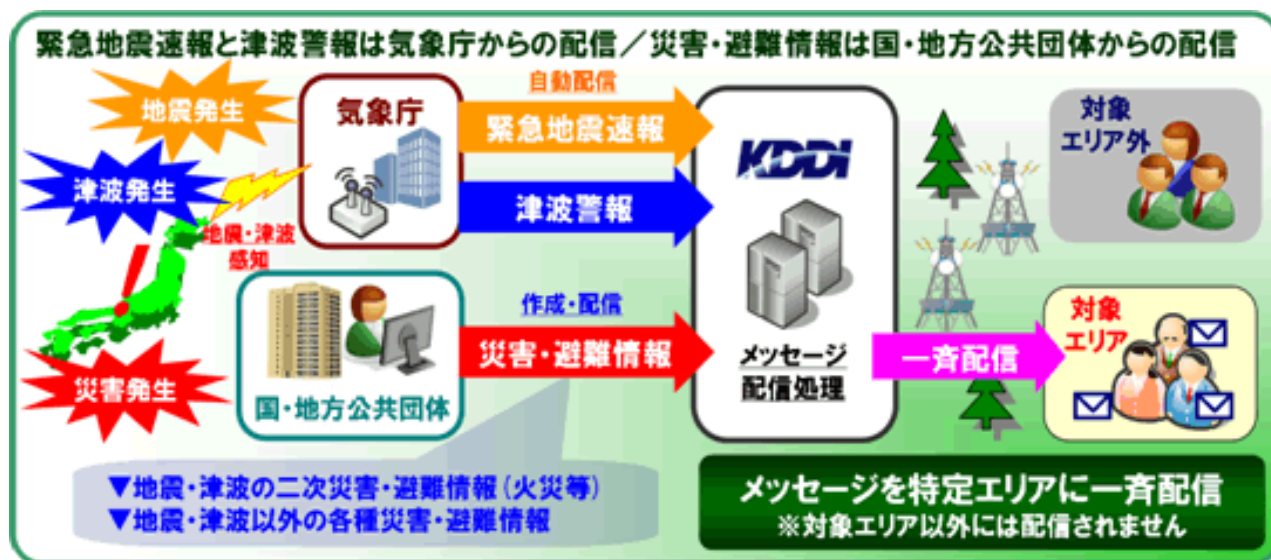 緊急地震速報と津波警報は気象庁からの配信／災害・避難情報は国・地方公共団体からの配信
地震発生
津波発生
地震・津波
感知
災害発生
気象庁
国・地方公共団体
自動配信
緊急地震速報
津波警報
作成・配信
災害・避難情報
KDDI
メッセージ
配信処理
一斉配信
対象
エリア外
対象
エリア
▼地震・津波の二次災害・避難情報(火災等)
▼地震・津波以外の各種災害・避難情報
メッセージを特定エリアに一斉配信
※対象エリア以外には配信されません